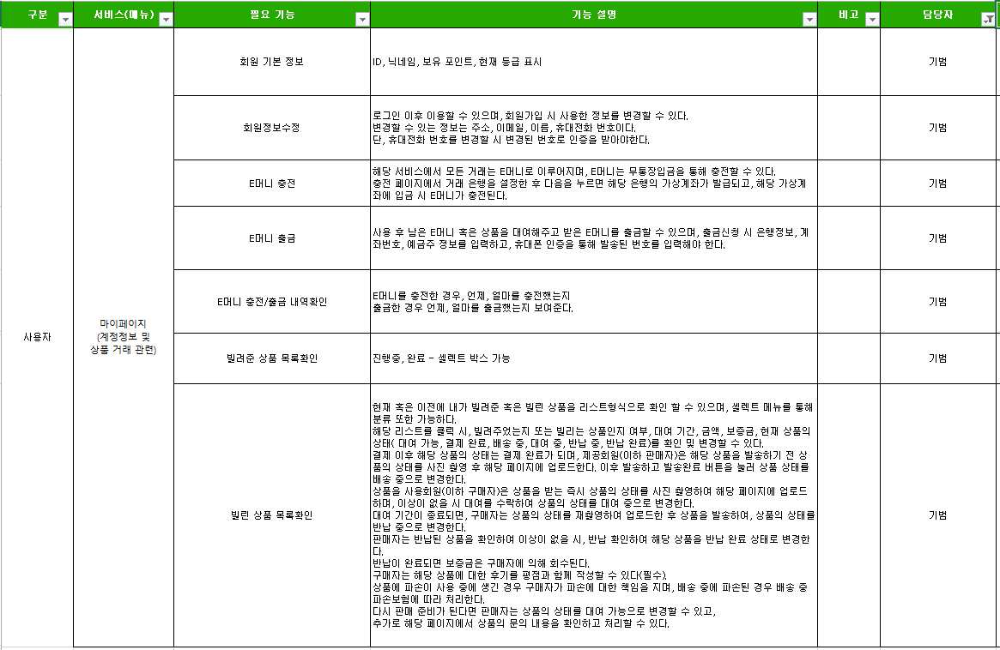 구분 서비스(메뉴) 필요 기능 기능 설명 비고 담당자
사용자
마이페이지
(계정정보 및
상품 거래 관련)
회원 기본 정보
ID, 닉네임, 보유 포인트, 현재 등급 표시
기범
회원정보수정
로그인 이후 이용할 수 있으며, 회원가입 시 사용한 정보를 변경할 수 있다.
변경할 수 있는 정보는 주소, 이메일, 이름, 휴대전화 번호이다.
단, 휴대전화 번호를 변경할 시 변경된 번호로 인증을 받아야한다.
기범
E머니 충전
해당 서비스에서 모든 거래는 E머니로 이루어지며, E머니는 무통장입금을 통해 충전할 수 있다.
충전 페이지에서 거래 은행을 설정한 후 다음을 누르면 해당 은행의 가상계좌가 발급되고, 해당 가상계
좌에 입금 시 E머니가 충전된다.
기범
E머니 출금
사용 후 남은 E머니 혹은 상품을 대여해주고 받은 E머니를 출금할 수 있으며, 출금신청 시 은행정보, 계
좌번호, 예금주 정보를 입력하고, 휴대폰 인증을 통해 발송된 번호를 입력해야 한다.
기범
E머니 충전/출금 내역확인
E머니를 충전한 경우, 언제, 얼마를 충전했는지
출금한 경우 언제, 얼마를 출금했는지 보여준다.
기범
빌려준 상품 목록확인
진행중, 완료 - 셀렉트 박스 가능
기범
빌린 상품 목록확인
현재 혹은 이전에 내가 빌려준 혹은 빌린 상품을 리스트형식으로 확인 할 수 있으며, 셀렉트 메뉴를 통해
분류 또한 가능하다.
해당 리스트를 클릭 시, 빌려주었는지 또는 빌리는 상품인지 여부, 대여 기간, 금액, 보증금, 현재 상품의
상태( 대여 가능, 결제 완료, 배송 중, 대여 중, 반납 중, 반납 완료)를 확인 및 변경할 수 있다.
결제 이후 해당 상품의 상태는 결제 완료가 되며, 제공회원(이하 판매자)은 해당 상품을 발송하기 전 상
품의 상태를 사진 촬영 후 해당 페이지에 업로드한다. 이후 발송하고 발송완료 버튼을 눌러 상품 상태를
배송 중으로 변경한다.
상품을 사용회원(이하 구매자)은 상품을 받는 즉시 상품의 상태를 사진 촬영하여 해당 페이지에 업로드
하며, 이상이 없을 시 대여를 수락하여 상품의 상태를 대여 중으로 변경한다.
대여 기간이 종료되면, 구매자는 상품의 상태를 재촬영하여 업로드한 후 상품을 발송하여, 상품의 상태를
반납 중으로 변경한다.
판매자는 반납된 상품을 확인하여 이상이 없을 시, 반납 확인하여 해당 상품을 반납 완료 상태로 변경한
다.
반납이 완료되면 보증금은 구매자에 의해 회수된다.
구매자는 해당 상품에 대한 후기를 평점과 함께 작성할 수 있다(필수).
상품에 파손이 사용 중에 생긴 경우 구매자가 파손에 대한 책임을 지며, 배송 중에 파손된 경우 배송 중
파손보험에 따라 처리한다.
다시 판매 준비가 된다면 판매자는 상품의 상태를 대여 가능으로 변경할 수 있고,
추가로 해당 페이지에서 상품의 문의 내용을 확인하고 처리할 수 있다.
기범